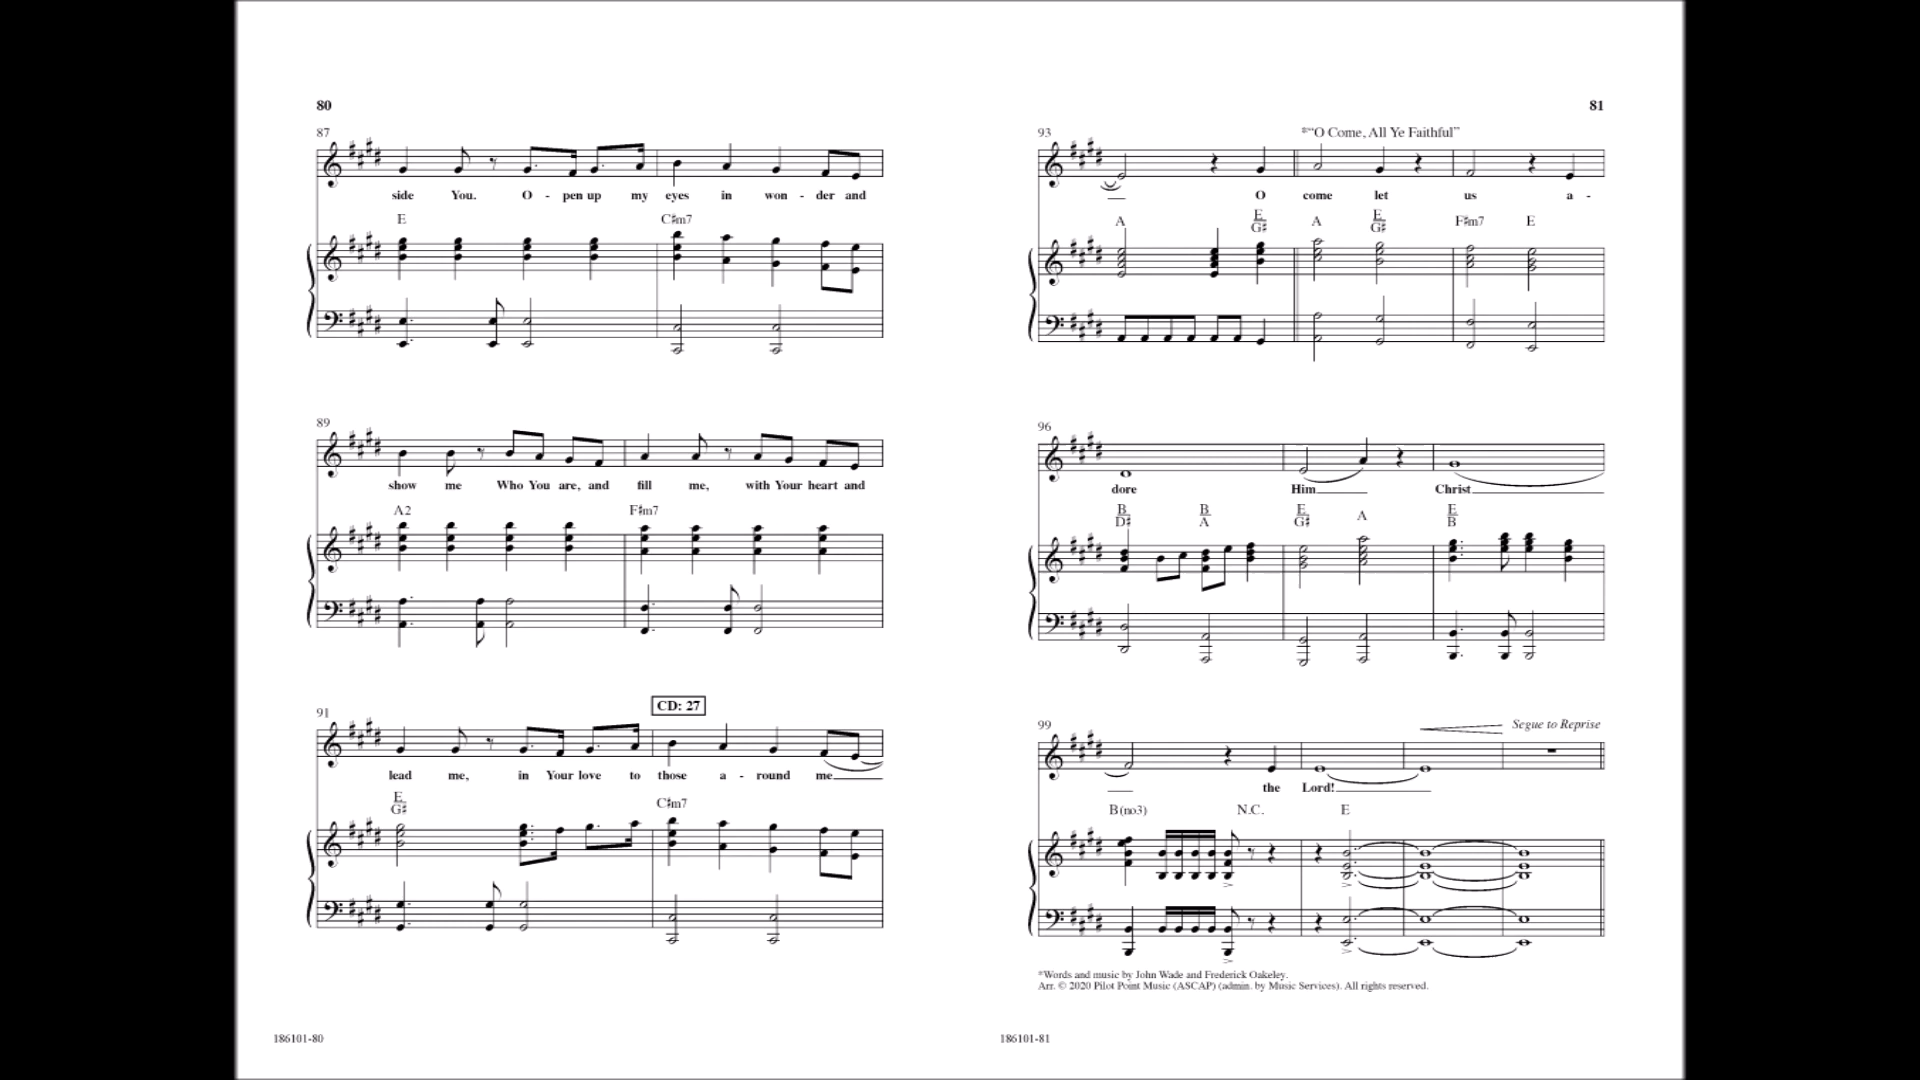 80
87
side You. O - pen up my eyes in won - der and
E C♯m7
89
show me Who You are, and fill me, with Your heart and
A2 F♯m7
CD: 27
91
lead me, in Your love to those a - round me
E
G♯
C♯m7
186101-80
81
93 *“O Come, All Ye Faithful”
O come let us a -
A E A E F♯m7 E
G♯ G♯
96
dore Him Christ
B B E A E
D♯ A G♯ B
99 Segue to Reprise
the Lord!
B(no3) N.C. E
*Words and music by John Wade and Frederick Oakeley.
Arr. © 2020 Pilot Point Music (ASCAP) (admin. by Music Services). All rights reserved.
186101-81